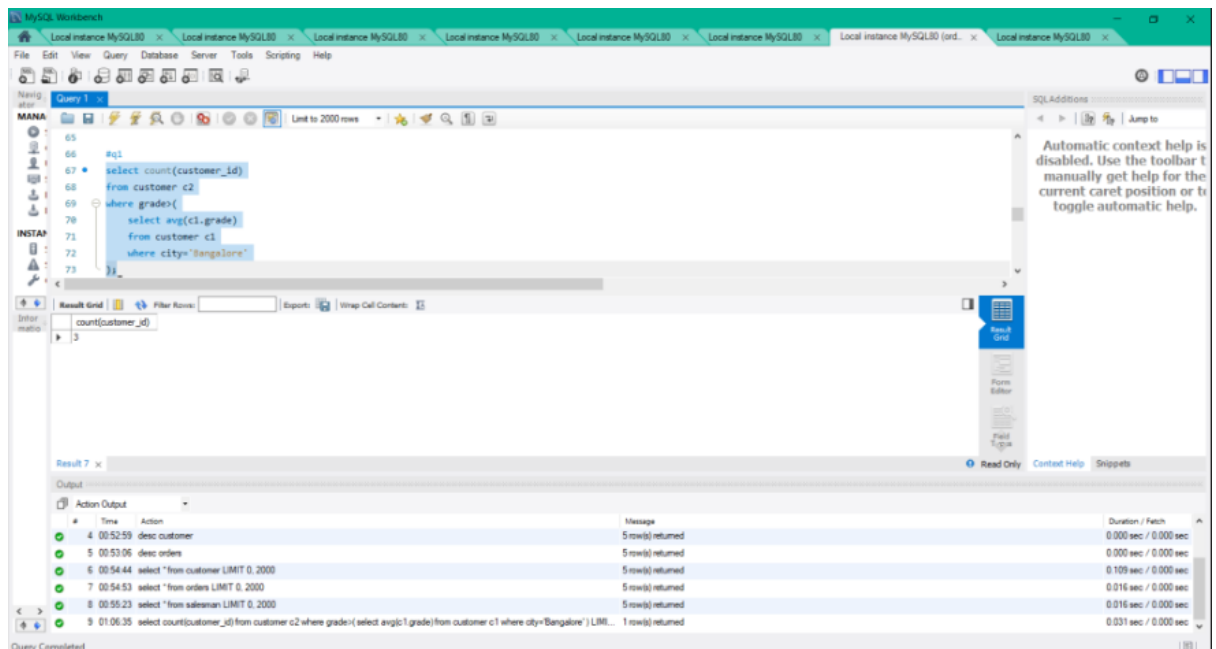 MySQL Workbench
Local instance MySQL80 × Local instance MySQL80 × Local instance MySQL80 × Local instance MySQL80 × Local instance MySQL80 × Local instance MySQL80 × Local instance MySQL80 (ord... × Local instance MySQL80 ×
File Edit View Query Database Server Tools Scripting Help
Navig
ator
Query 1 ×
SQLAdditions
MANA
Limit to 2000 rows
Jump to
65
66 #q1
67 select count(customer_id)
68 from customer c2
69 where grade>(
70 select avg(c1.grade)
71 from customer c1
72 where city='Bangalore'
73 );
INSTAN
Automatic context help is
disabled. Use the toolbar t
manually get help for the
current caret position or to
toggle automatic help.
Infor
matio
Result Grid Filter Rows: Export: Wrap Cell Content:
count(customer_id)
3
Result
Grid
Form
Editor
Field
Result 7 ×
Read Only
Context Help Snippets
Output
Action Output
# Time Action Message Duration / Fetch
4 00:52:59 desc customer 5 row(s) returned 0.000 sec / 0.000 sec
5 00:53:06 desc orders 5 row(s) returned 0.000 sec / 0.000 sec
6 00:54:44 select *from customer LIMIT 0, 2000 5 row(s) returned 0.109 sec / 0.000 sec
7 00:54:53 select *from orders LIMIT 0, 2000 5 row(s) returned 0.016 sec / 0.000 sec
8 00:55:23 select *from salesman LIMIT 0, 2000 5 row(s) returned 0.016 sec / 0.000 sec
9 01:06:35 select count(customer_id) from customer c2 where grade>( select avg(c1.grade) from customer c1 where city='Bangalore' ) LIMI... 1 row(s) returned 0.031 sec / 0.000 sec
Query Completed